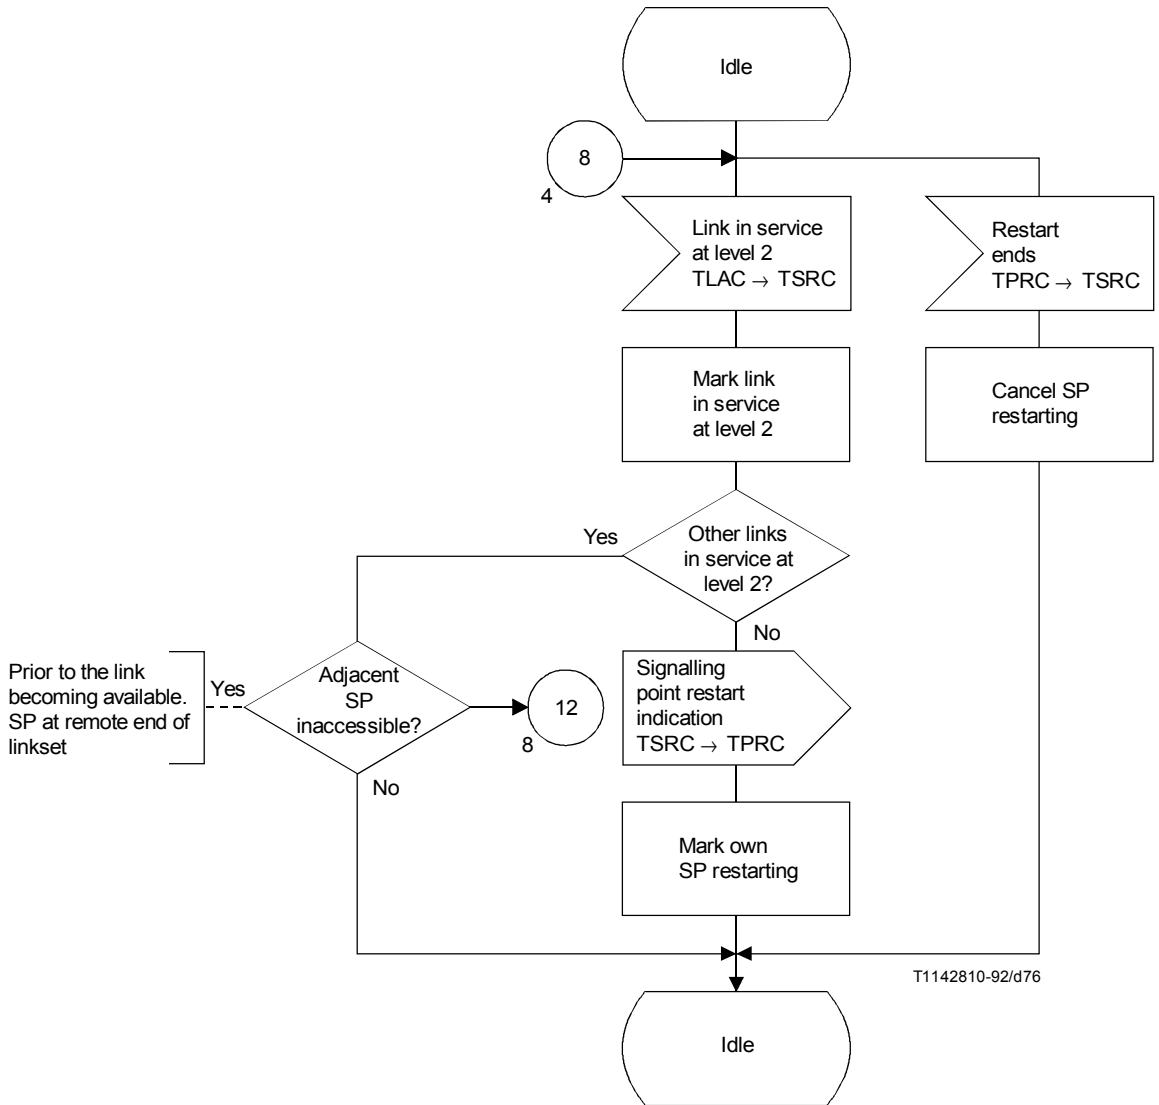 Idle
8
4
Link in service
at level 2
TLAC → TSRC
Restart
ends
TPRC → TSRC
Mark link
in service
at level 2
Cancel SP
restarting
Yes
Other links
in service at
level 2?
No
Prior to the link
becoming available.
SP at remote end of
linkset
Yes
Adjacent
SP
inaccessible?
12
8
No
Signalling
point restart
indication
TSRC → TPRC
Mark own
SP restarting
T1142810-92/d76
Idle